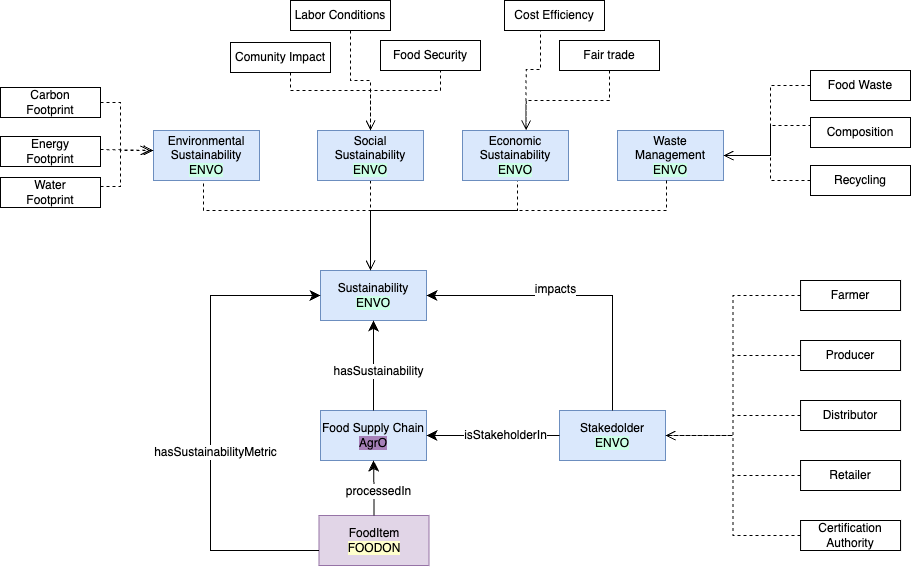 Labor Conditions
Cost Efficiency
Comunity Impact
Food Security
Fair trade
Carbon
Footprint
Energy
Footprint
Water
Footprint
Environmental
Sustainability
ENVO
Social
Sustainability
ENVO
Economic
Sustainability
ENVO
Waste
Management
ENVO
Food Waste
Composition
Recycling
Sustainability
ENVO
impacts
hasSustainability
Food Supply Chain
AgrO
isStakeholderIn
Stakedolder
ENVO
Farmer
Producer
Distributor
Retailer
Certification
Authority
hasSustainabilityMetric
processedIn
FoodItem
FOODON